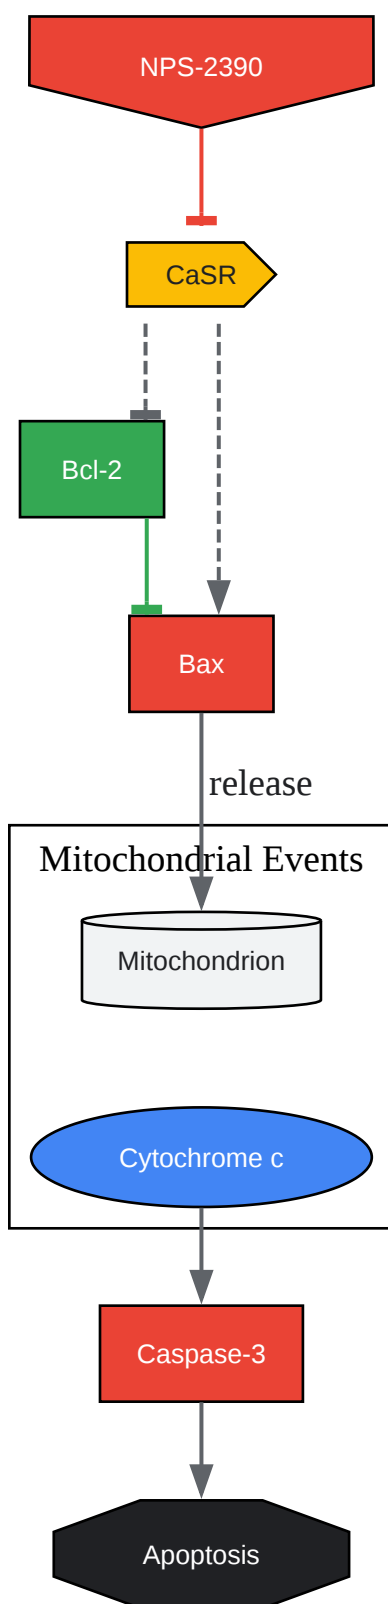 NPS-2390
CaSR
Bcl-2
Bax
release
Mitochondrial Events
Mitochondrion
Cytochrome c
Caspase-3
Apoptosis